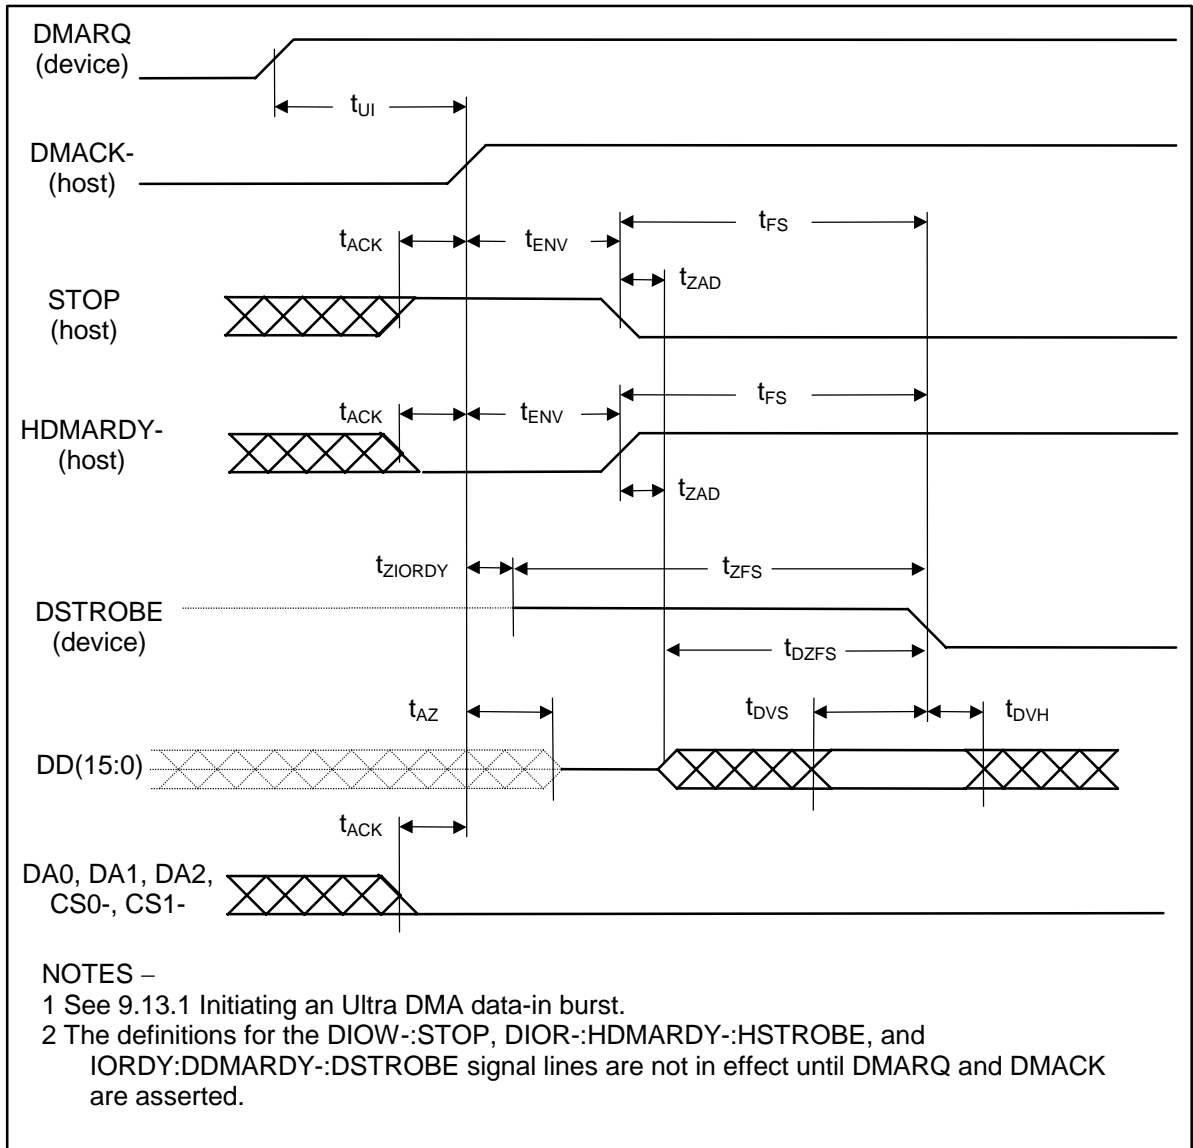 DMARQ
(device)
tUI
DMACK-
(host)
tFS
tACK
tENV
tZAD
STOP
(host)
tFS
tACK
tENV
HDMARDY-
(host)
tZAD
tZIORDY
tZFS
DSTROBE
(device)
tDZFS
tAZ
tDVS
tDVH
DD(15:0)
tACK
DA0, DA1, DA2,
CS0-, CS1-
NOTES –
1 See 9.13.1 Initiating an Ultra DMA data-in burst.
2 The definitions for the DIOW-:STOP, DIOR-:HDMARDY-:HSTROBE, and
IORDY:DDMARDY-:DSTROBE signal lines are not in effect until DMARQ and DMACK
are asserted.